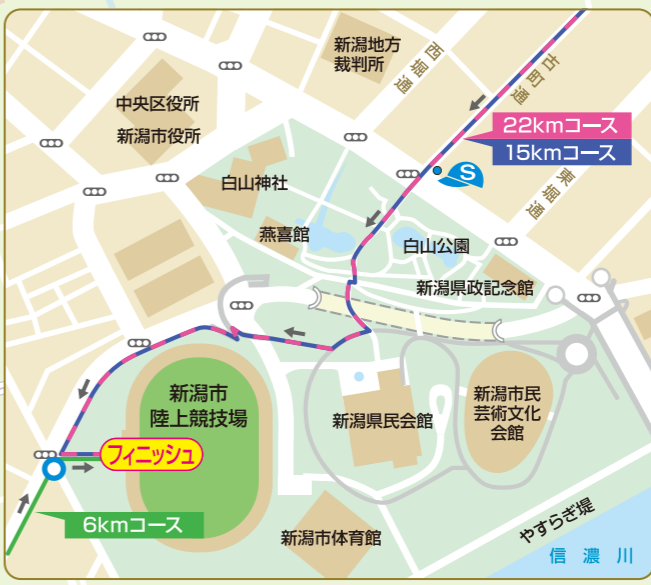 新潟地方
裁判所
西堀通
古町通
中央区役所
新潟市役所
22kmコース
15kmコース
S
東堀通
白山神社
燕喜館
白山公園
新潟県政記念館
新潟市
陸上競技場
新潟県民会館
新潟市民
芸術文化
会館
フィニッシュ
6kmコース
新潟市体育館
やすらぎ堤
信濃川